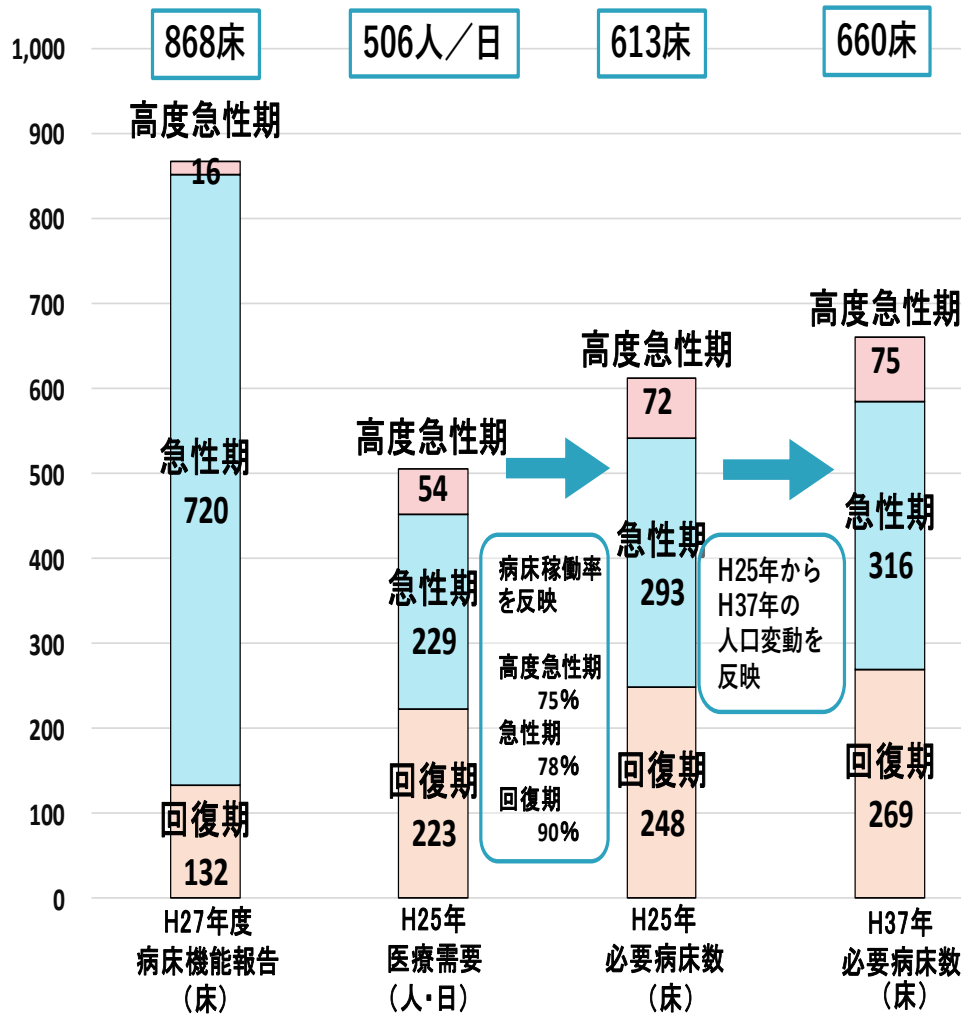 868床
506人／日
613床
660床
1,000
900
800
700
600
500
400
300
200
100
0
高度急性期
16
急性期
720
回復期
132
高度急性期
54
急性期
229
回復期
223
病床稼働率
を反映
高度急性期
75%
急性期
78%
回復期
90%
高度急性期
72
急性期
293
回復期
248
H25年から
H37年の
人口変動を
反映
高度急性期
75
急性期
316
回復期
269
H27年度
病床機能報告
（床）
H25年
医療需要
（人・日）
H25年
必要病床数
（床）
H37年
必要病床数
（床）